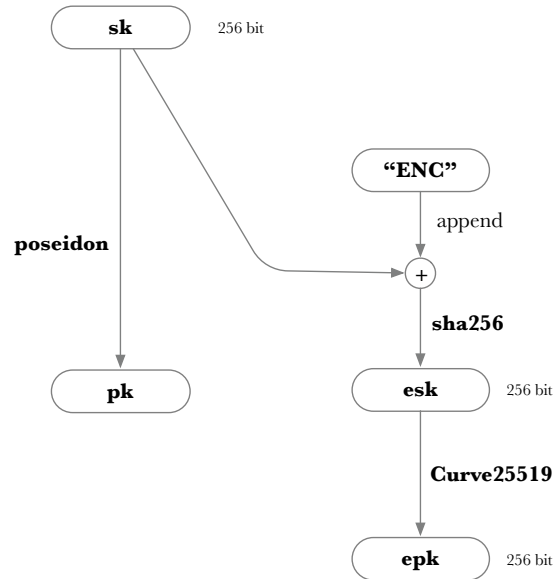 sk
256 bit
“ENC”
append
poseidon
+
sha256
pk
esk
256 bit
Curve25519
epk
256 bit